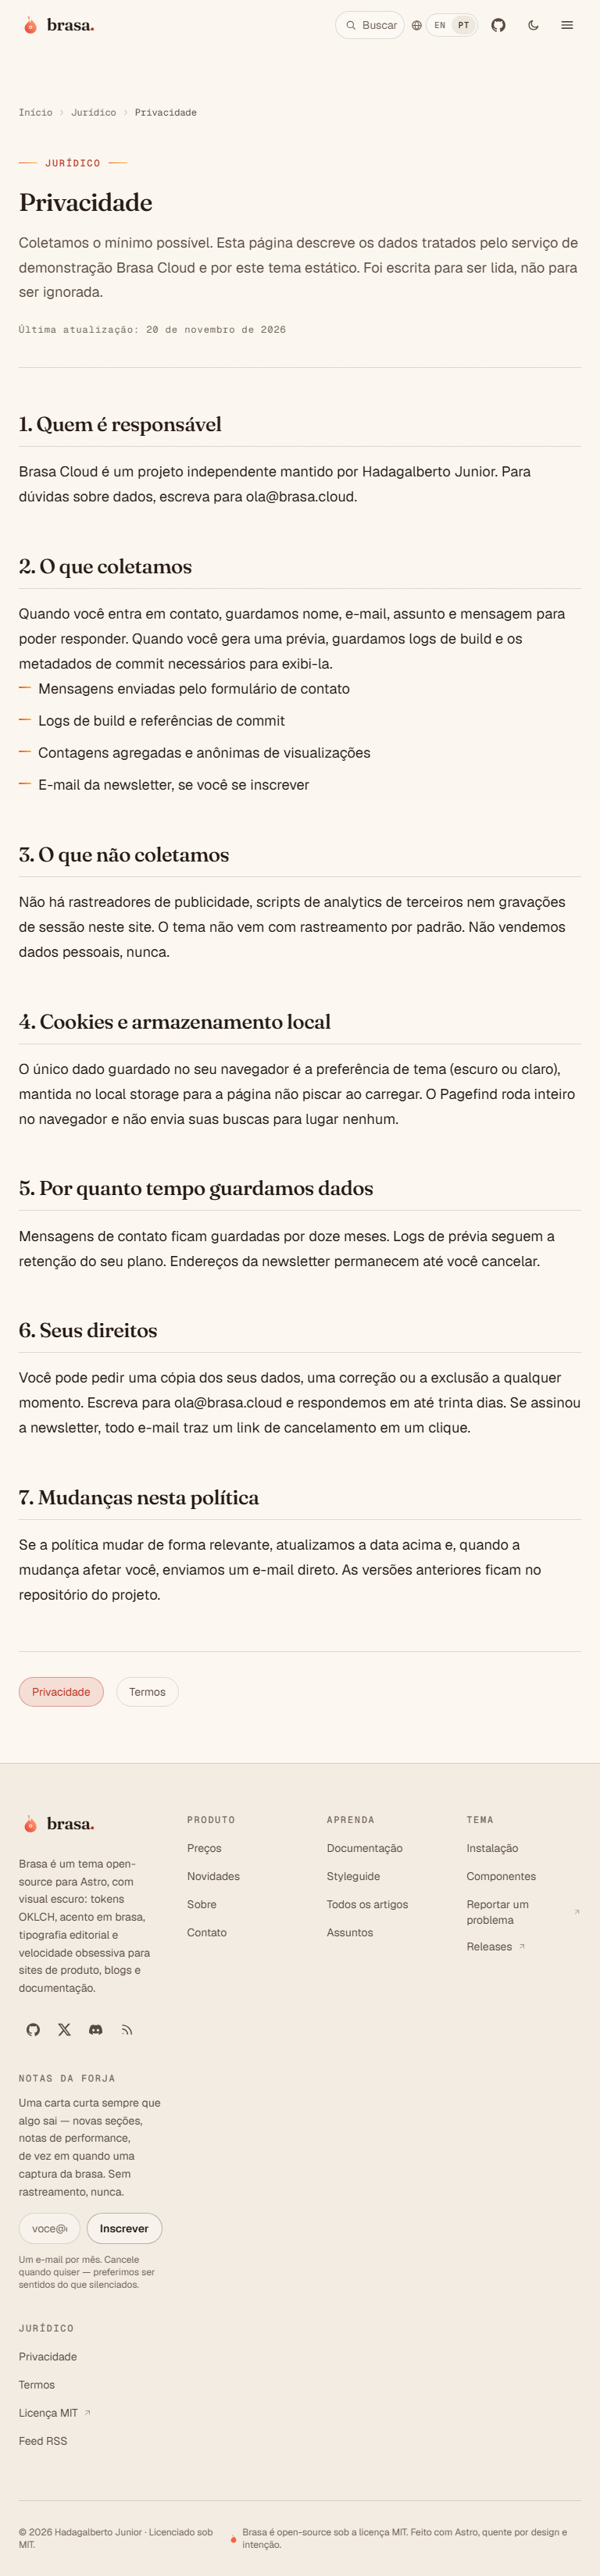 brasa.
Buscar
EN PT
Início › Jurídico › Privacidade
JURÍDICO
Privacidade
Coletamos o mínimo possível. Esta página descreve os dados tratados pelo serviço de
demonstração Brasa Cloud e por este tema estático. Foi escrita para ser lida, não para
ser ignorada.
Última atualização: 20 de novembro de 2026
1. Quem é responsável
Brasa Cloud é um projeto independente mantido por Hadagalberto Junior. Para
dúvidas sobre dados, escreva para ola@brasa.cloud.
2. O que coletamos
Quando você entra em contato, guardamos nome, e-mail, assunto e mensagem para
poder responder. Quando você gera uma prévia, guardamos logs de build e os
metadados de commit necessários para exibi-la.
Mensagens enviadas pelo formulário de contato
Logs de build e referências de commit
Contagens agregadas e anônimas de visualizações
E-mail da newsletter, se você se inscrever
3. O que não coletamos
Não há rastreadores de publicidade, scripts de analytics de terceiros nem gravações
de sessão neste site. O tema não vem com rastreamento por padrão. Não vendemos
dados pessoais, nunca.
4. Cookies e armazenamento local
O único dado guardado no seu navegador é a preferência de tema (escuro ou claro),
mantida no local storage para a página não piscar ao carregar. O Pagefind roda inteiro
no navegador e não envia suas buscas para lugar nenhum.
5. Por quanto tempo guardamos dados
Mensagens de contato ficam guardadas por doze meses. Logs de prévia seguem a
retenção do seu plano. Endereços da newsletter permanecem até você cancelar.
6. Seus direitos
Você pode pedir uma cópia dos seus dados, uma correção ou a exclusão a qualquer
momento. Escreva para ola@brasa.cloud e respondemos em até trinta dias. Se assinou
a newsletter, todo e-mail traz um link de cancelamento em um clique.
7. Mudanças nesta política
Se a política mudar de forma relevante, atualizamos a data acima e, quando a
mudança afetar você, enviamos um e-mail direto. As versões anteriores ficam no
repositório do projeto.
Privacidade
Termos
brasa.
Brasa é um tema open-
source para Astro, com
visual escuro: tokens
OKLCH, acento em brasa,
tipografia editorial e
velocidade obsessiva para
sites de produto, blogs e
documentação.
PRODUTO
Preços
Novidades
Sobre
Contato
APRENDA
Documentação
Styleguide
Todos os artigos
Assuntos
TEMA
Instalação
Componentes
Reportar um
problema
Releases
NOTAS DA FORJA
Uma carta curta sempre que
algo sai — novas seções,
notas de performance,
de vez em quando uma
captura da brasa. Sem
rastreamento, nunca.
voce@
Inscrever
Um e-mail por mês. Cancele
quando quiser — preferimos ser
sentidos do que silenciados.
JURÍDICO
Privacidade
Termos
Licença MIT
Feed RSS
© 2026 Hadagalberto Junior · Licenciado sob
MIT.
Brasa é open-source sob a licença MIT. Feito com Astro, quente por design e
intenção.